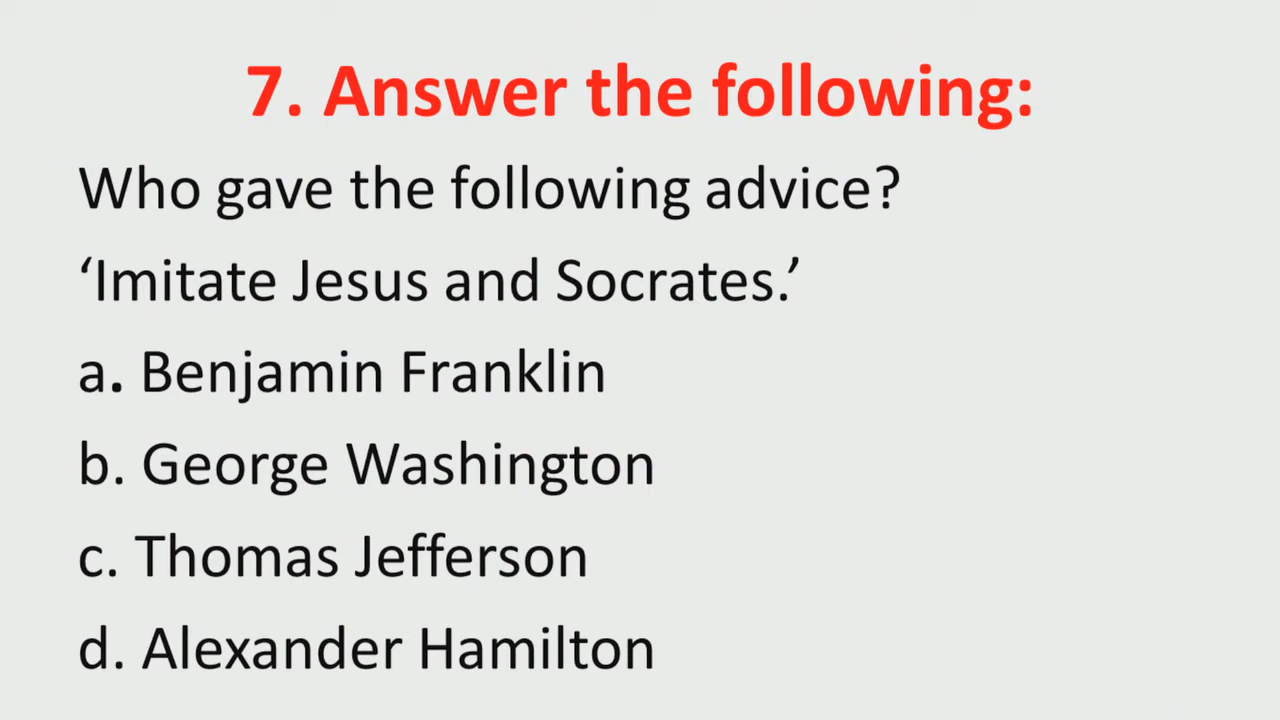 7. Answer the following:
Who gave the following advice?
‘Imitate Jesus and Socrates.’
a. Benjamin Franklin
b. George Washington
c. Thomas Jefferson
d. Alexander Hamilton